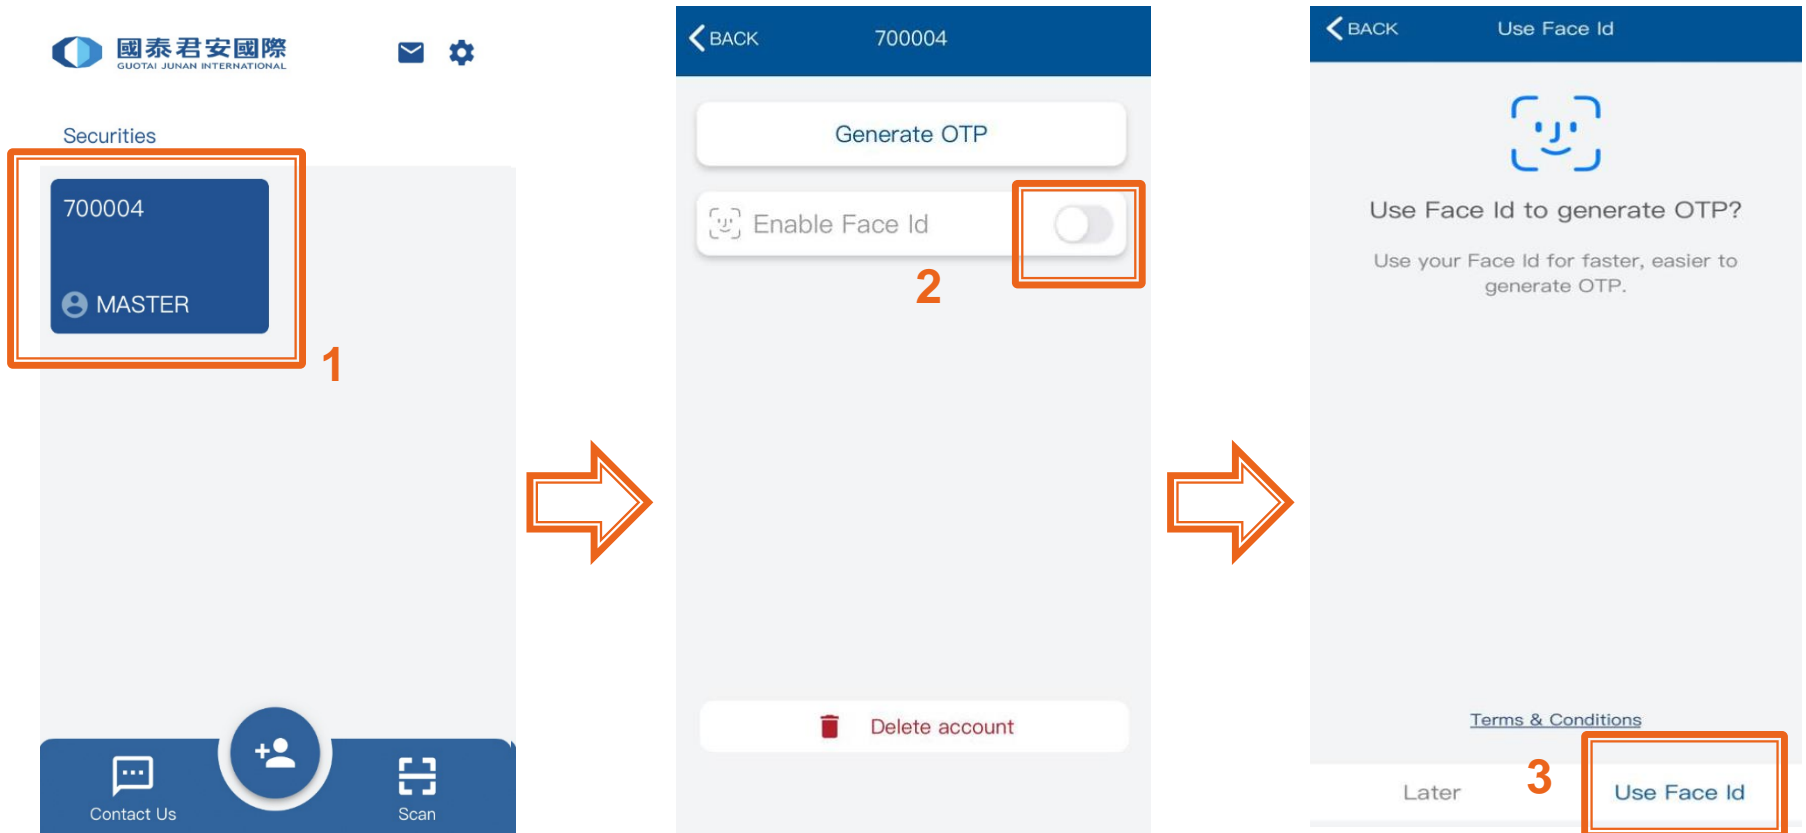 國泰君安國際
GUOTAI JUNAN INTERNATIONAL
Securities
700004
MASTER
1
Contact Us
Scan
BACK
700004
Generate OTP
Enable Face Id
2
Delete account
BACK
Use Face Id
Use Face Id to generate OTP?
Use your Face Id for faster, easier to
generate OTP.
Terms & Conditions
3
Later
Use Face Id